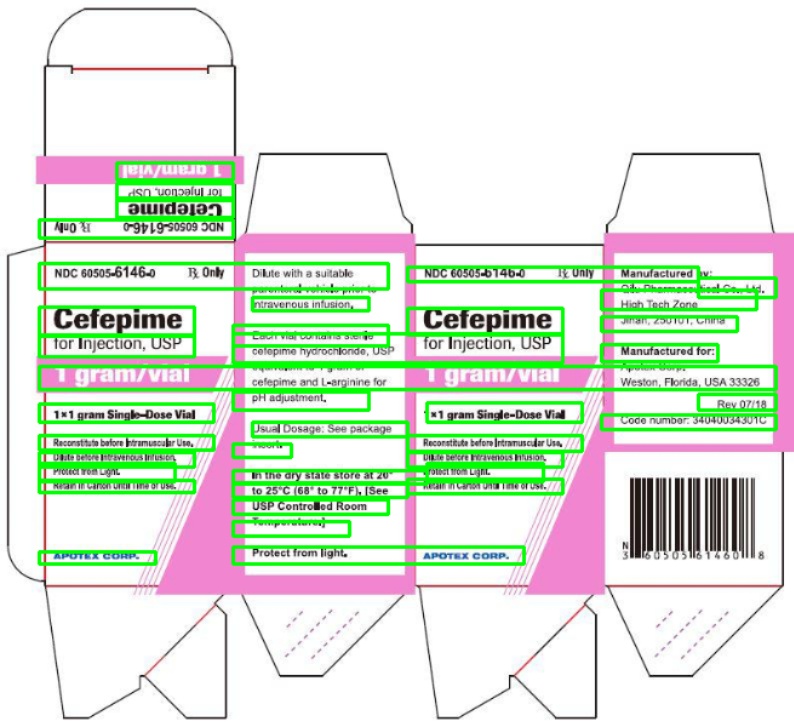 1 gram/vial
for Injection, USP
Cefepime
NDC 60505-6146-0 ℞ Only
NDC 60505-6146-0 ℞ Only
Cefepime
for Injection, USP
1 gram/vial
1×1 gram Single-Dose Vial
Reconstitute before Intramuscular Use.
Dilute before Intravenous Infusion.
Protect from Light.
Retain in Carton Until Time of Use.
APOTEX CORP.
Dilute with a suitable
parenteral vehicle prior to
intravenous infusion.
Each vial contains sterile
cefepime hydrochloride, USP
equivalent to 1 gram of
cefepime and L-arginine for
pH adjustment.
Usual Dosage: See package
insert.
In the dry state store at 20°
to 25°C (68° to 77°F). [See
USP Controlled Room
Temperature.]
Protect from light.
NDC 60505-6146-0 ℞ Only
Cefepime
for Injection, USP
1 gram/vial
1×1 gram Single-Dose Vial
Reconstitute before Intramuscular Use.
Dilute before Intravenous Infusion.
Protect from Light.
Retain in Carton Until Time of Use.
APOTEX CORP.
Manufactured by:
Qilu Pharmaceutical Co., Ltd.
High Tech Zone
Jinan, 250101, China
Manufactured for:
Apotex Corp.
Weston, Florida, USA 33326
Rev 07/18
Code number: 34040034301C
N
3 60505 61460 8